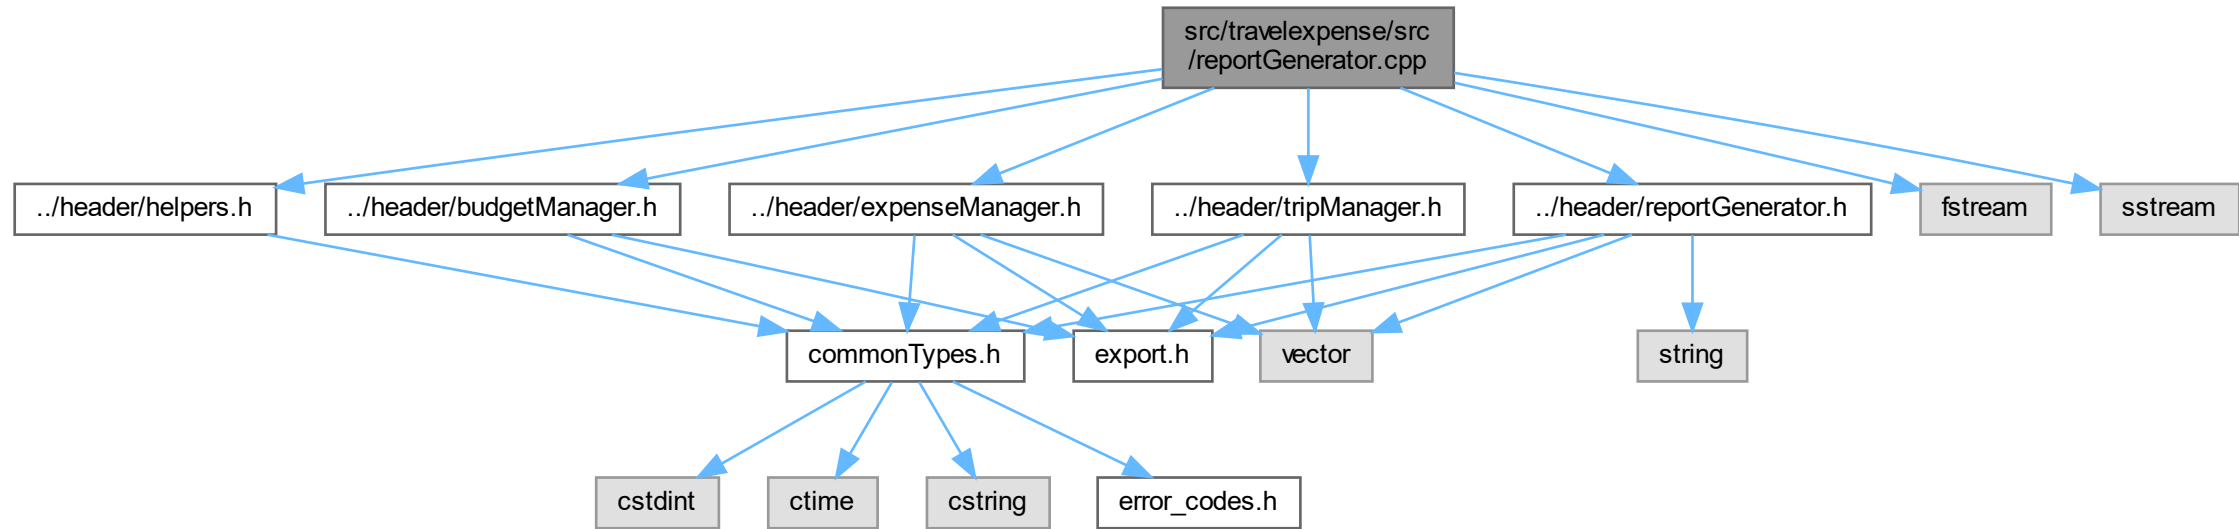 src/travelexpense/src
/reportGenerator.cpp
../header/helpers.h
../header/budgetManager.h
../header/expenseManager.h
../header/tripManager.h
../header/reportGenerator.h
fstream
sstream
commonTypes.h
export.h
vector
string
cstdint
ctime
cstring
error_codes.h